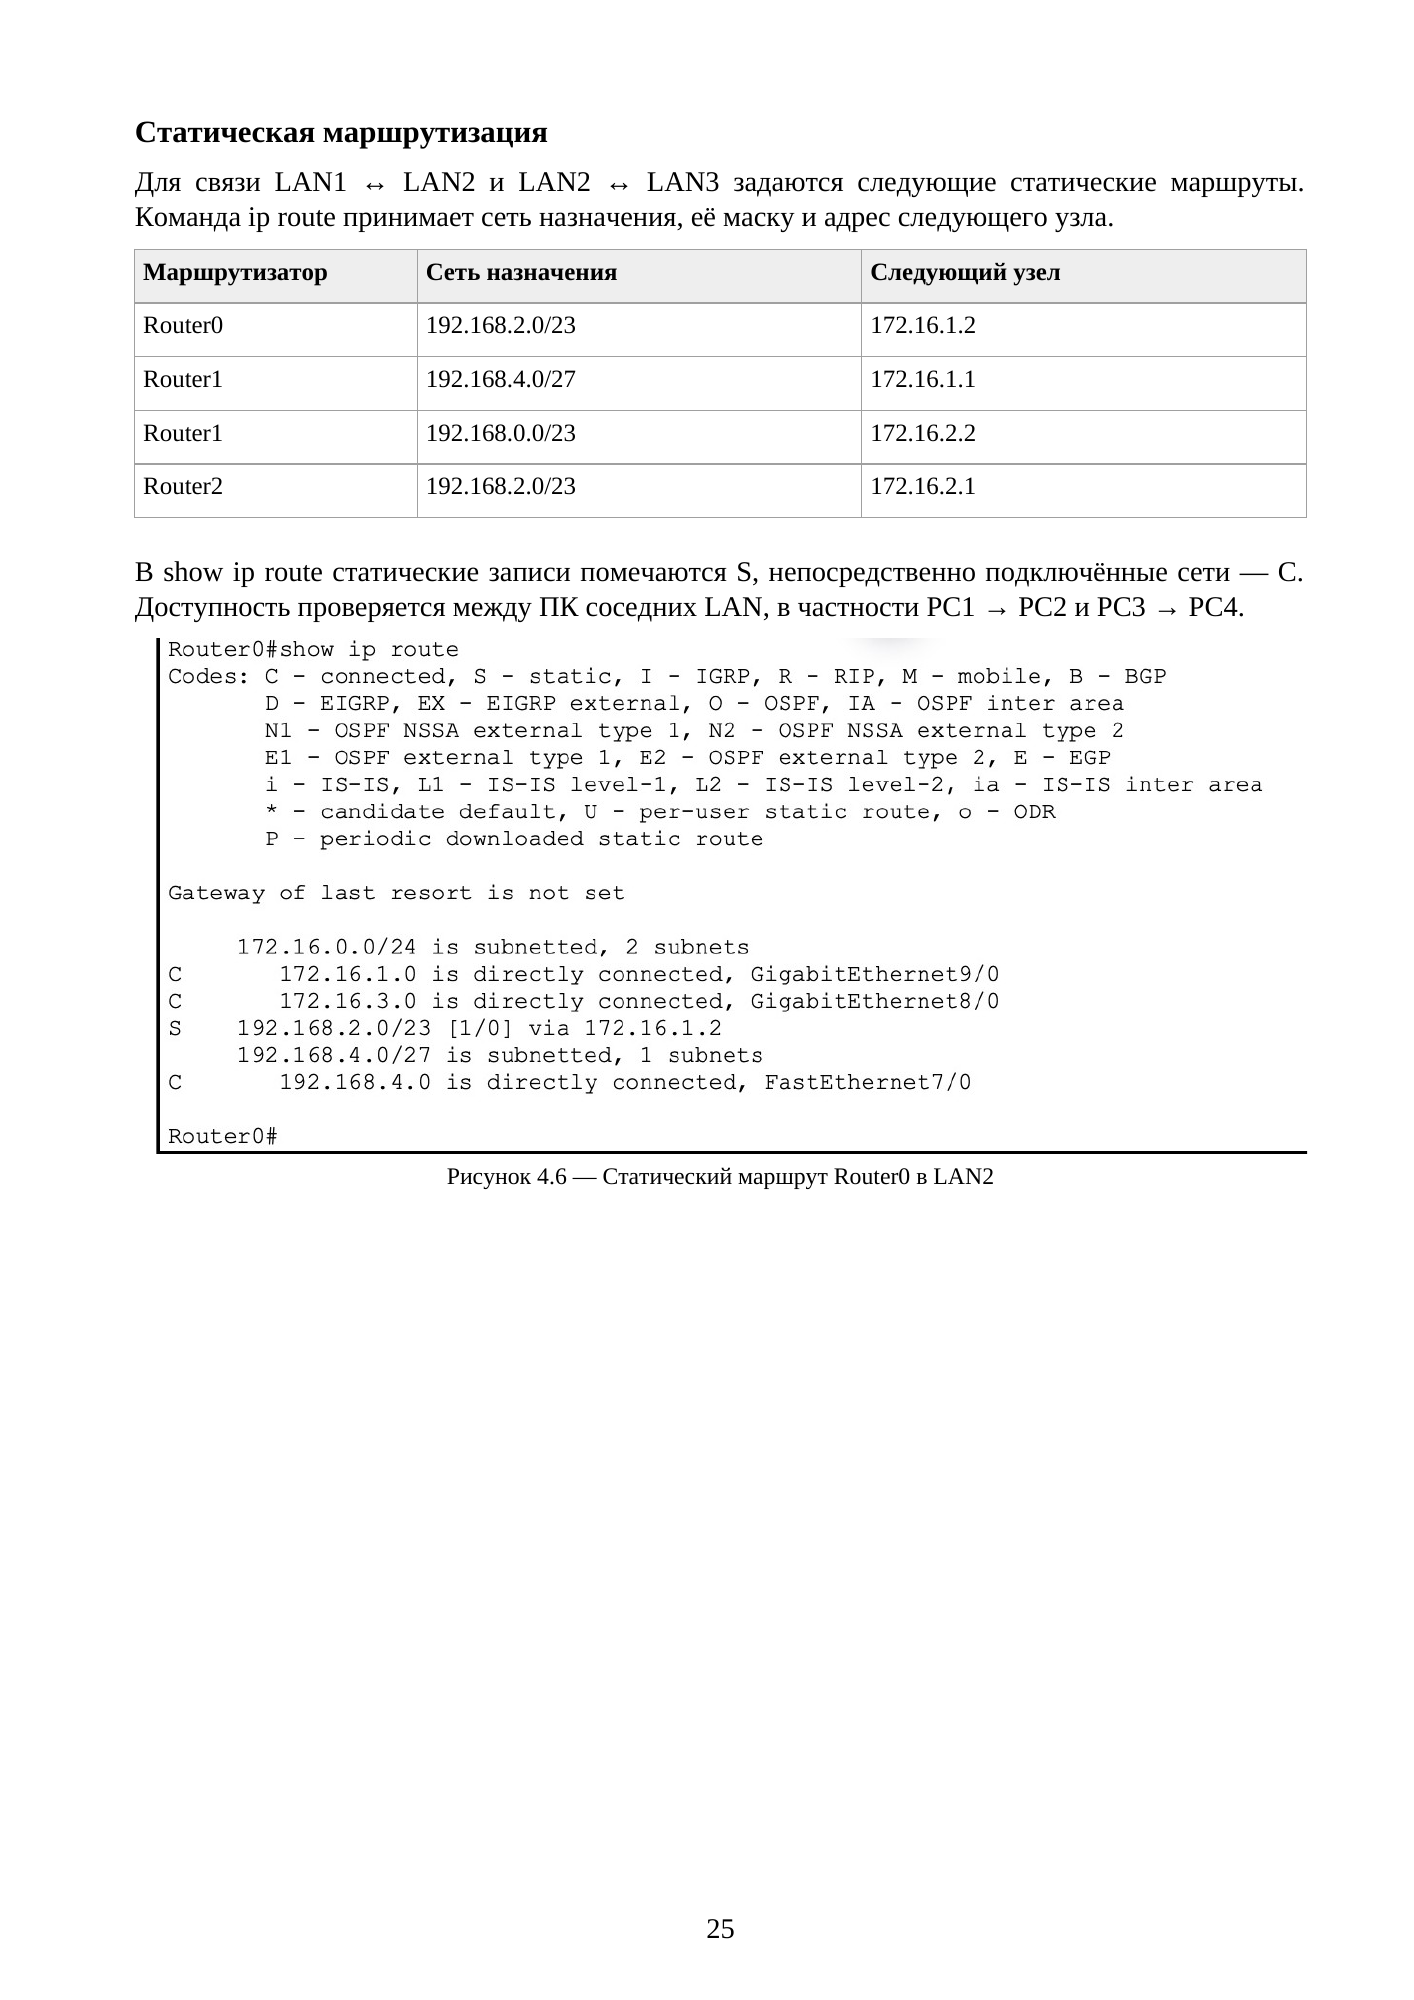 Статическая маршрутизация
Для связи LAN1 ↔ LAN2 и LAN2 ↔ LAN3 задаются следующие статические маршруты.
Команда ip route принимает сеть назначения, её маску и адрес следующего узла.
Маршрутизатор Сеть назначения Следующий узел
Router0 192.168.2.0/23 172.16.1.2
Router1 192.168.4.0/27 172.16.1.1
Router1 192.168.0.0/23 172.16.2.2
Router2 192.168.2.0/23 172.16.2.1
В show ip route статические записи помечаются S, непосредственно подключённые сети — C.
Доступность проверяется между ПК соседних LAN, в частности PC1 → PC2 и PC3 → PC4.
Router0#show ip route
Codes: C - connected, S - static, I - IGRP, R - RIP, M - mobile, B - BGP
       D - EIGRP, EX - EIGRP external, O - OSPF, IA - OSPF inter area
       N1 - OSPF NSSA external type 1, N2 - OSPF NSSA external type 2
       E1 - OSPF external type 1, E2 - OSPF external type 2, E - EGP
       i - IS-IS, L1 - IS-IS level-1, L2 - IS-IS level-2, ia - IS-IS inter area
       * - candidate default, U - per-user static route, o - ODR
       P - periodic downloaded static route
Gateway of last resort is not set
     172.16.0.0/24 is subnetted, 2 subnets
C       172.16.1.0 is directly connected, GigabitEthernet9/0
C       172.16.3.0 is directly connected, GigabitEthernet8/0
S    192.168.2.0/23 [1/0] via 172.16.1.2
     192.168.4.0/27 is subnetted, 1 subnets
C       192.168.4.0 is directly connected, FastEthernet7/0
Router0#
Рисунок 4.6 — Статический маршрут Router0 в LAN2
25